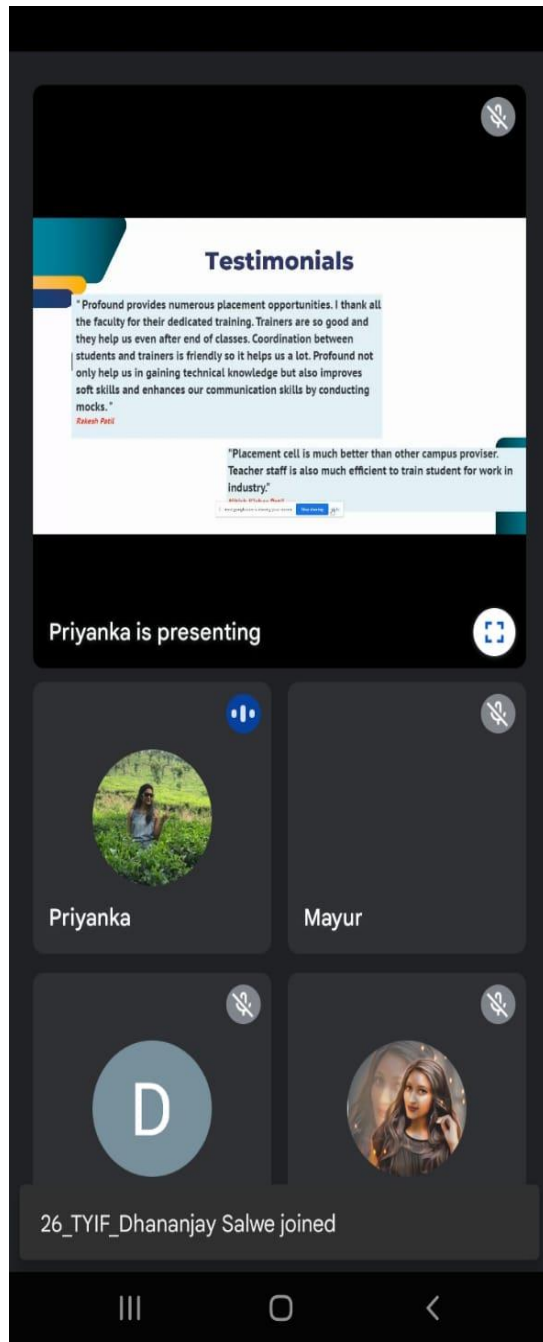 Testimonials
" Profound provides numerous placement opportunities. I thank all
the faculty for their dedicated training. Trainers are so good and
they help us even after end of classes. Coordination between
students and trainers is friendly so it helps us a lot. Profound not
only help us in gaining technical knowledge but also improves
soft skills and enhances our communication skills by conducting
mocks. "
Rakesh Patil
"Placement cell is much better than other campus proviser.
Teacher staff is also much efficient to train student for work in
industry."
Priyanka is presenting
Priyanka
Mayur
D
26_TYIF_Dhananjay Salwe joined